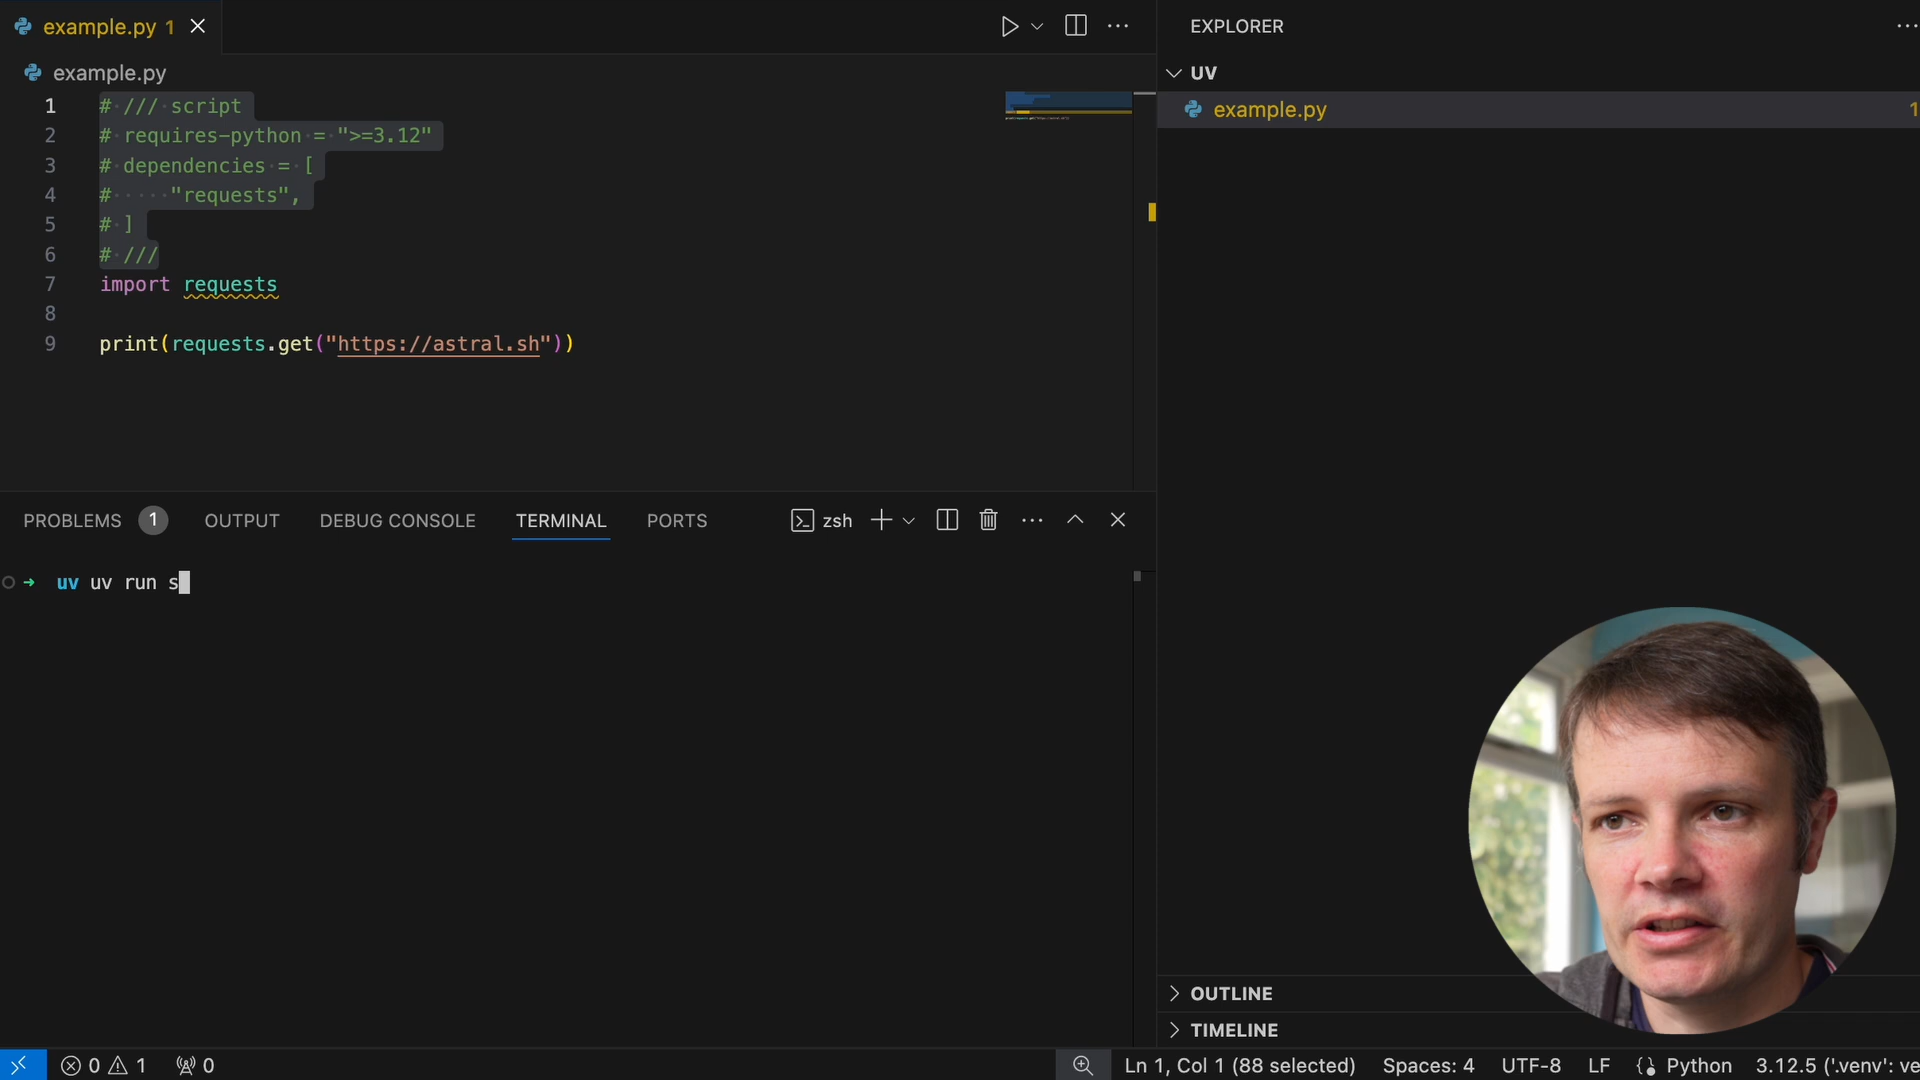 example.py 1
example.py
1 # /// script
2 # requires-python = ">=3.12"
3 # dependencies = [
4 #     "requests",
5 # ]
6 # ///
7 import requests
8
9 print(requests.get("https://astral.sh"))
PROBLEMS 1 OUTPUT DEBUG CONSOLE TERMINAL PORTS zsh
uv uv run s
EXPLORER
UV
example.py 1
OUTLINE
TIMELINE
0 1 0 Ln 1, Col 1 (88 selected) Spaces: 4 UTF-8 LF Python 3.12.5 ('.venv': ve